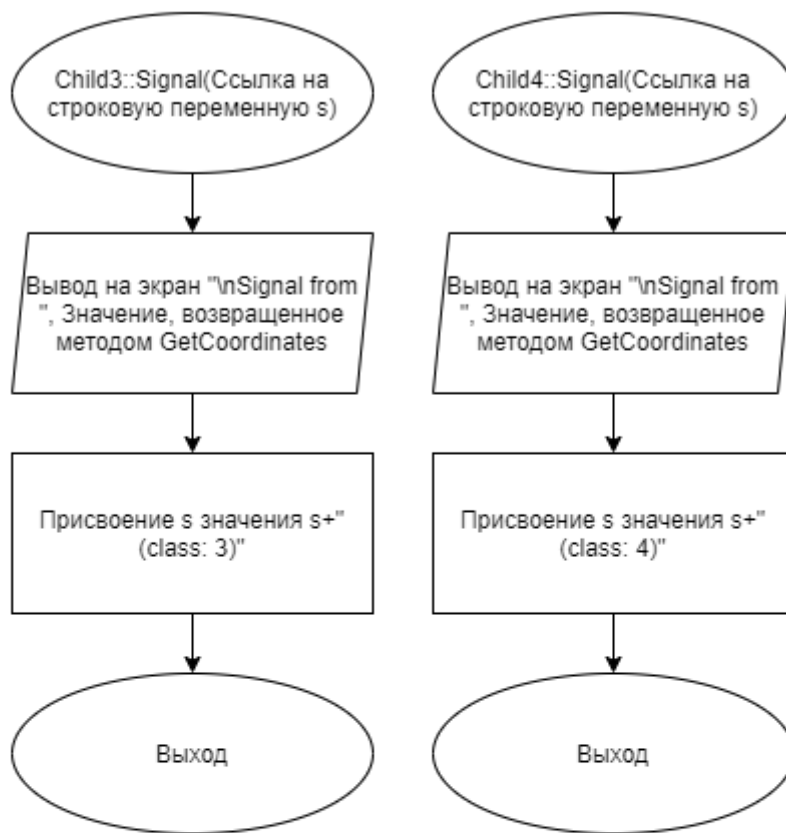 Child3::Signal(Ссылка на
строковую переменную s)
Вывод на экран "\nSignal from
", Значение, возвращенное
методом GetCoordinates
Присвоение s значения s+"
(class: 3)"
Выход
Child4::Signal(Ссылка на
строковую переменную s)
Вывод на экран "\nSignal from
", Значение, возвращенное
методом GetCoordinates
Присвоение s значения s+"
(class: 4)"
Выход